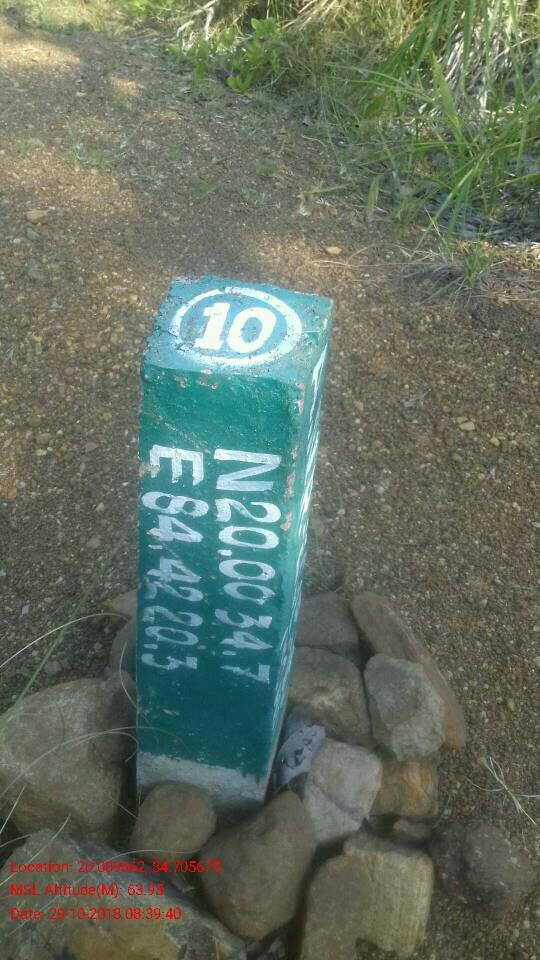 10
N20.00 34.7
E84.42 20.3
Location: 20.009662, 84.705675
MSL Altitude(M): 63.95
Date: 29-10-2018 08:39:40